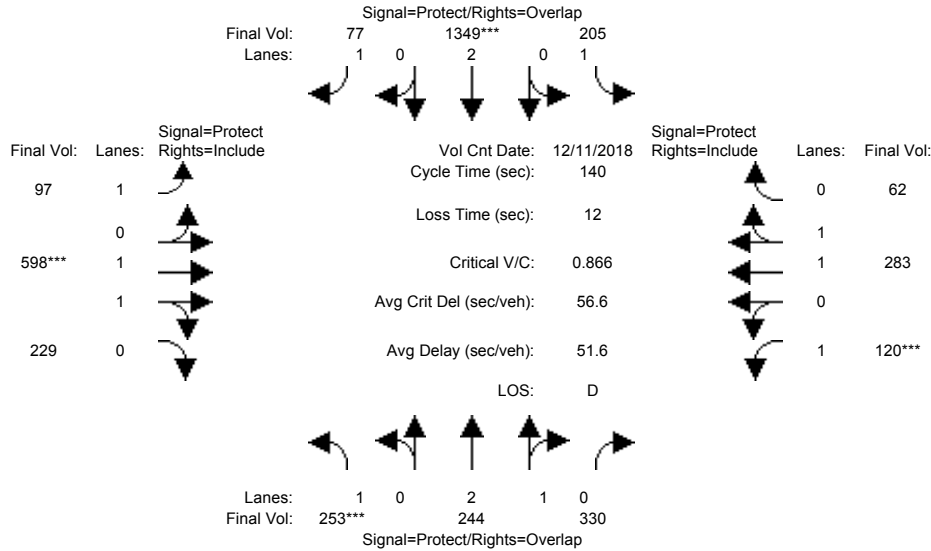 Signal=Protect/Rights=Overlap
Final Vol: 77 1349*** 205
Lanes: 1 0 2 0 1
Signal=Protect
Final Vol: Lanes: Rights=Include
Vol Cnt Date: 12/11/2018
Signal=Protect
Rights=Include Lanes: Final Vol:
Cycle Time (sec): 140
97 1
0 62
Loss Time (sec): 12
0
1
598*** 1
Critical V/C: 0.866
1 283
1
Avg Crit Del (sec/veh): 56.6
0
229 0
Avg Delay (sec/veh): 51.6
1 120***
LOS: D
Lanes: 1 0 2 1 0
Final Vol: 253*** 244 330
Signal=Protect/Rights=Overlap